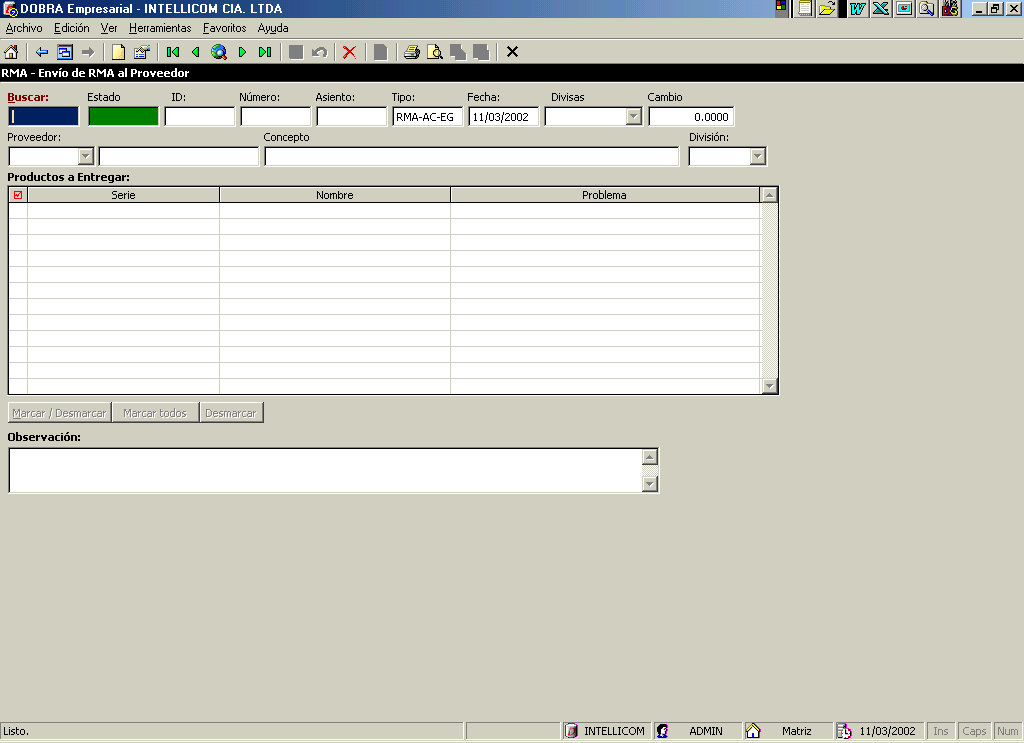 DOBRA Empresarial - INTELLICOM CIA. LTDA
Archivo Edición Ver Herramientas Favoritos Ayuda
RMA - Envío de RMA al Proveedor
Buscar: Estado ID: Número: Asiento: Tipo: Fecha: Divisas Cambio
RMA-AC-EG 11/03/2002 0.0000
Proveedor: Concepto División:
Productos a Entregar:
Serie Nombre Problema
Marcar / Desmarcar Marcar todos Desmarcar
Observación:
Listo. INTELLICOM ADMIN Matriz 11/03/2002 Ins Caps Num